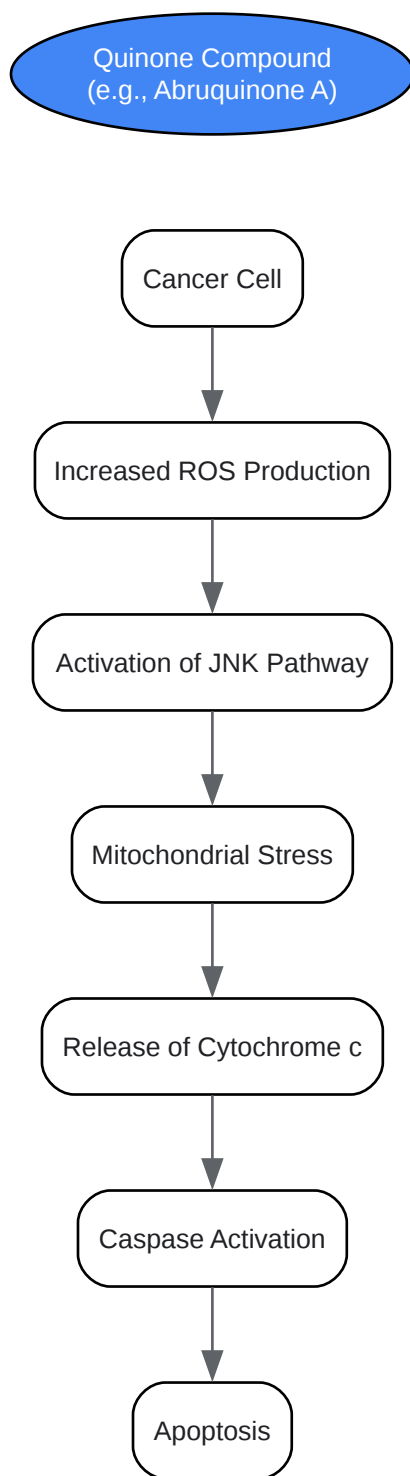 Quinone Compound
(e.g., Abruquinone A)
Cancer Cell
Increased ROS Production
Activation of JNK Pathway
Mitochondrial Stress
Release of Cytochrome c
Caspase Activation
Apoptosis